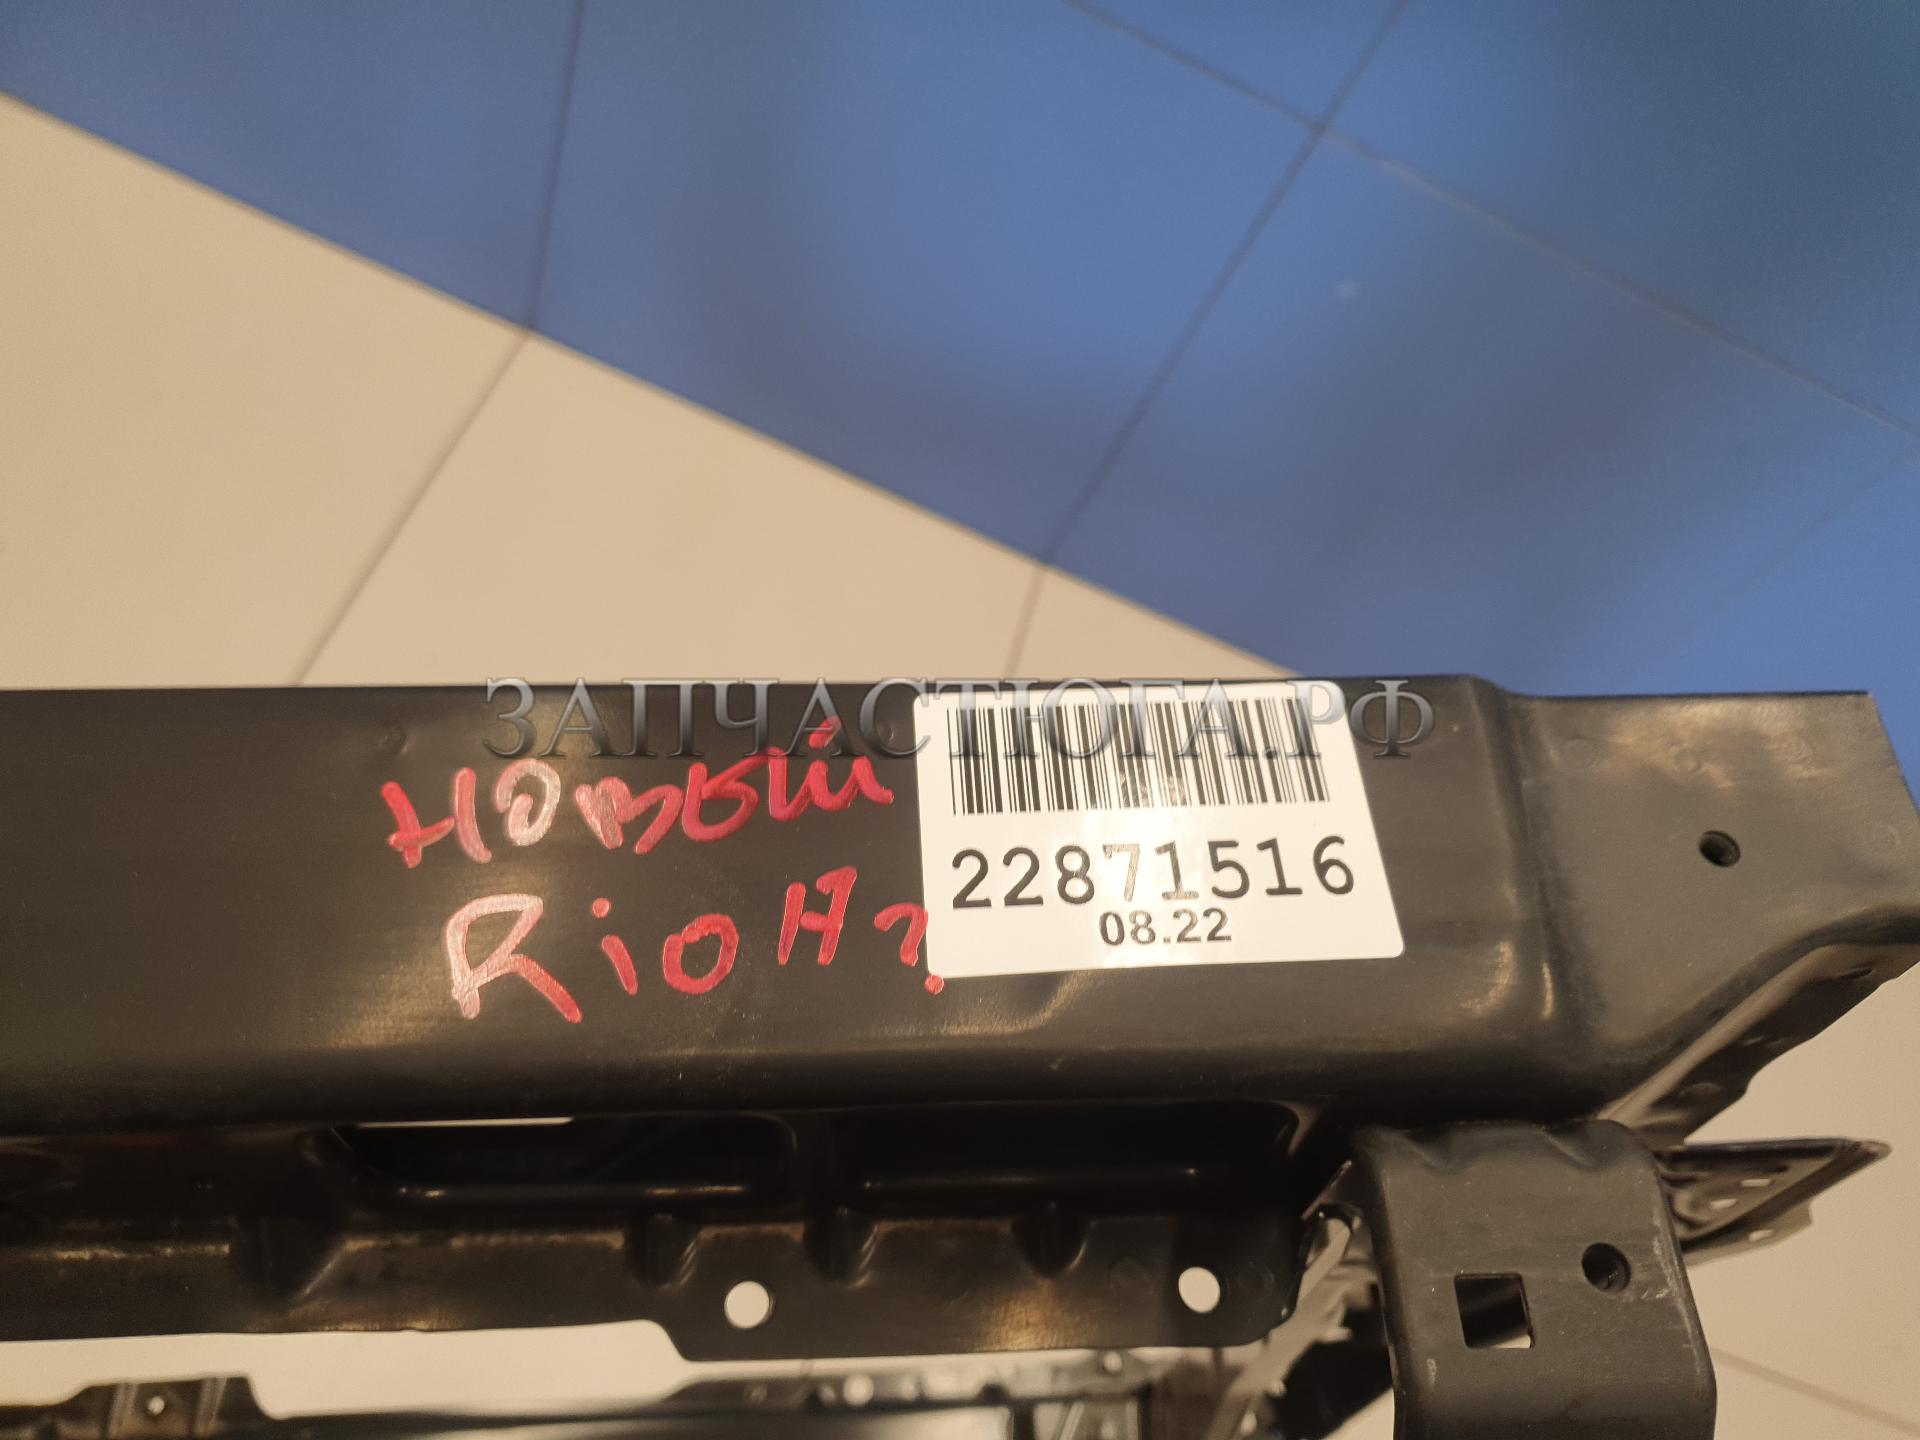 ЗАПЧАСТЮГА.РФ
новый
Rio Н?
22871516
08.22